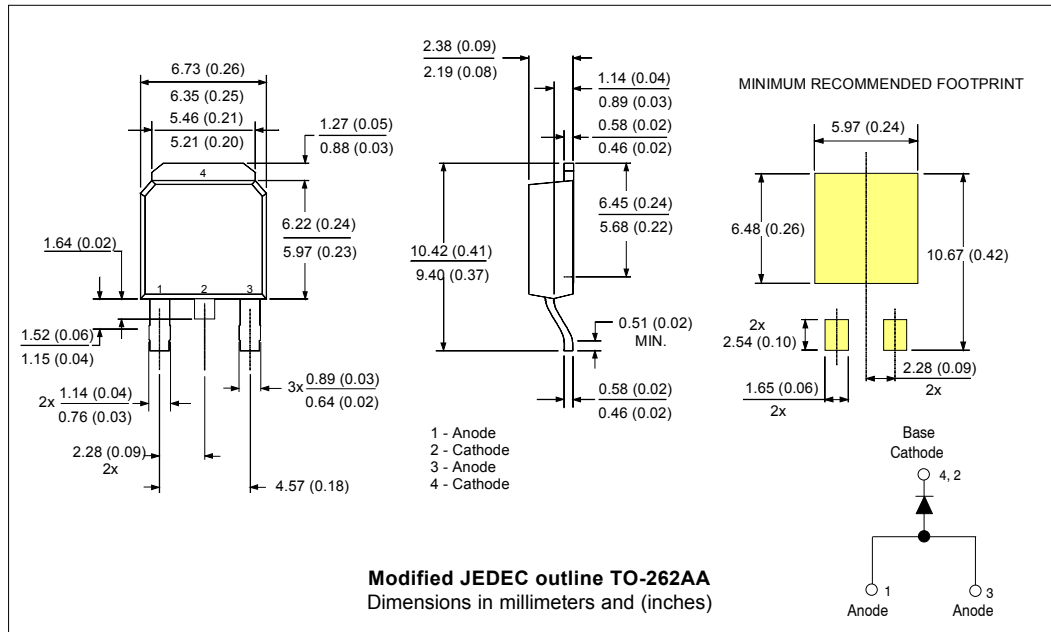 6.73 (0.26)
6.35 (0.25)
5.46 (0.21)
5.21 (0.20)
1.27 (0.05)
0.88 (0.03)
4
6.22 (0.24)
5.97 (0.23)
1.64 (0.02)
1
2
3
1.52 (0.06)
1.15 (0.04)
2x 1.14 (0.04)
0.76 (0.03)
3x 0.89 (0.03)
0.64 (0.02)
2.28 (0.09)
2x
4.57 (0.18)
2.38 (0.09)
2.19 (0.08)
1.14 (0.04)
0.89 (0.03)
0.58 (0.02)
0.46 (0.02)
6.45 (0.24)
5.68 (0.22)
10.42 (0.41)
9.40 (0.37)
0.51 (0.02)
MIN.
0.58 (0.02)
0.46 (0.02)
1 - Anode
2 - Cathode
3 - Anode
4 - Cathode
MINIMUM RECOMMENDED FOOTPRINT
5.97 (0.24)
6.48 (0.26)
10.67 (0.42)
2x
2.54 (0.10)
2.28 (0.09)
2x
1.65 (0.06)
2x
Base
Cathode
4, 2
1
Anode
3
Anode
Modified JEDEC outline TO-262AA
Dimensions in millimeters and (inches)